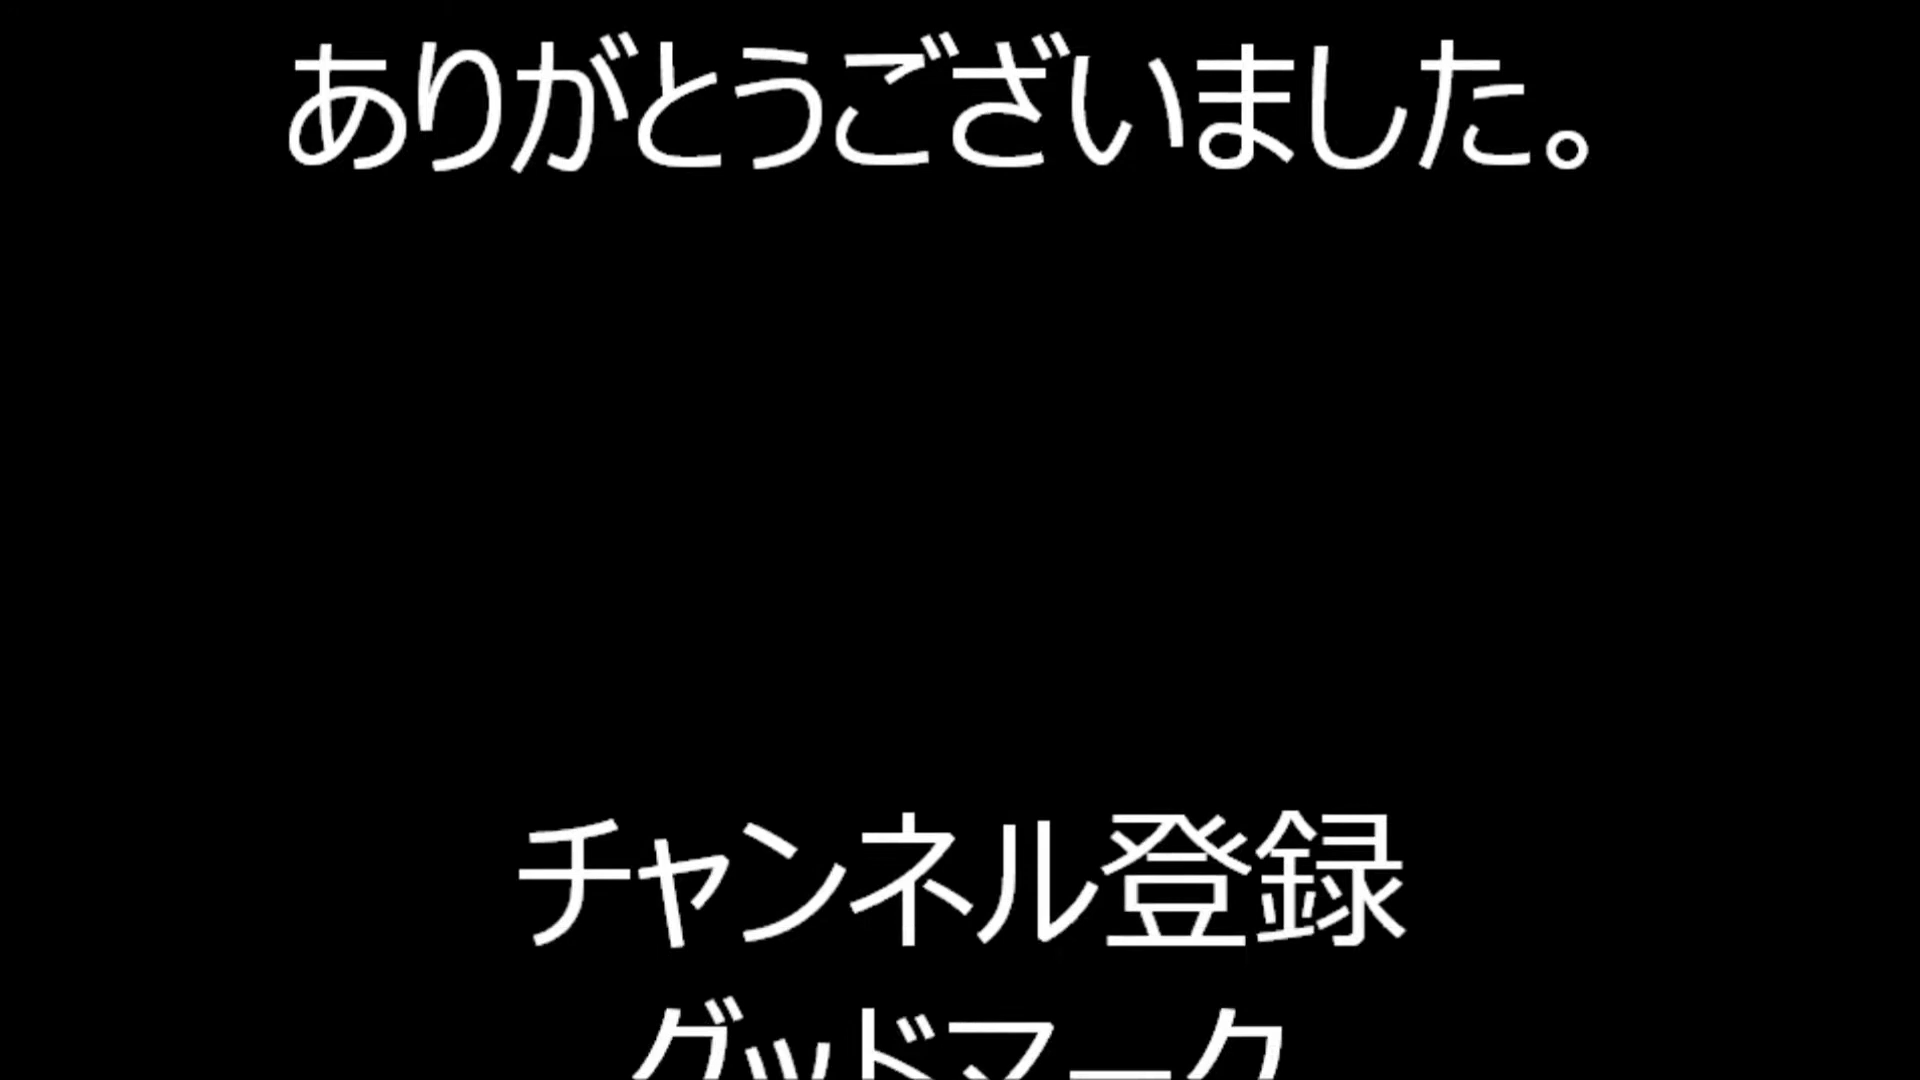 ありがとうございました。
チャンネル登録
グッドマーク